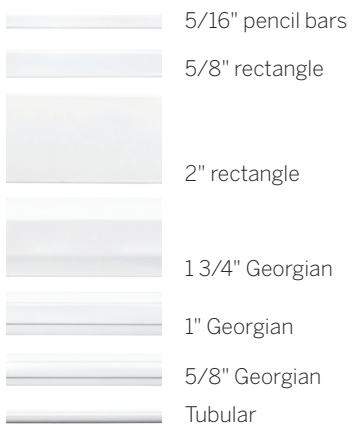 5/16" pencil bars
5/8" rectangle
2" rectangle
1 3/4" Georgian
1" Georgian
5/8" Georgian
Tubular